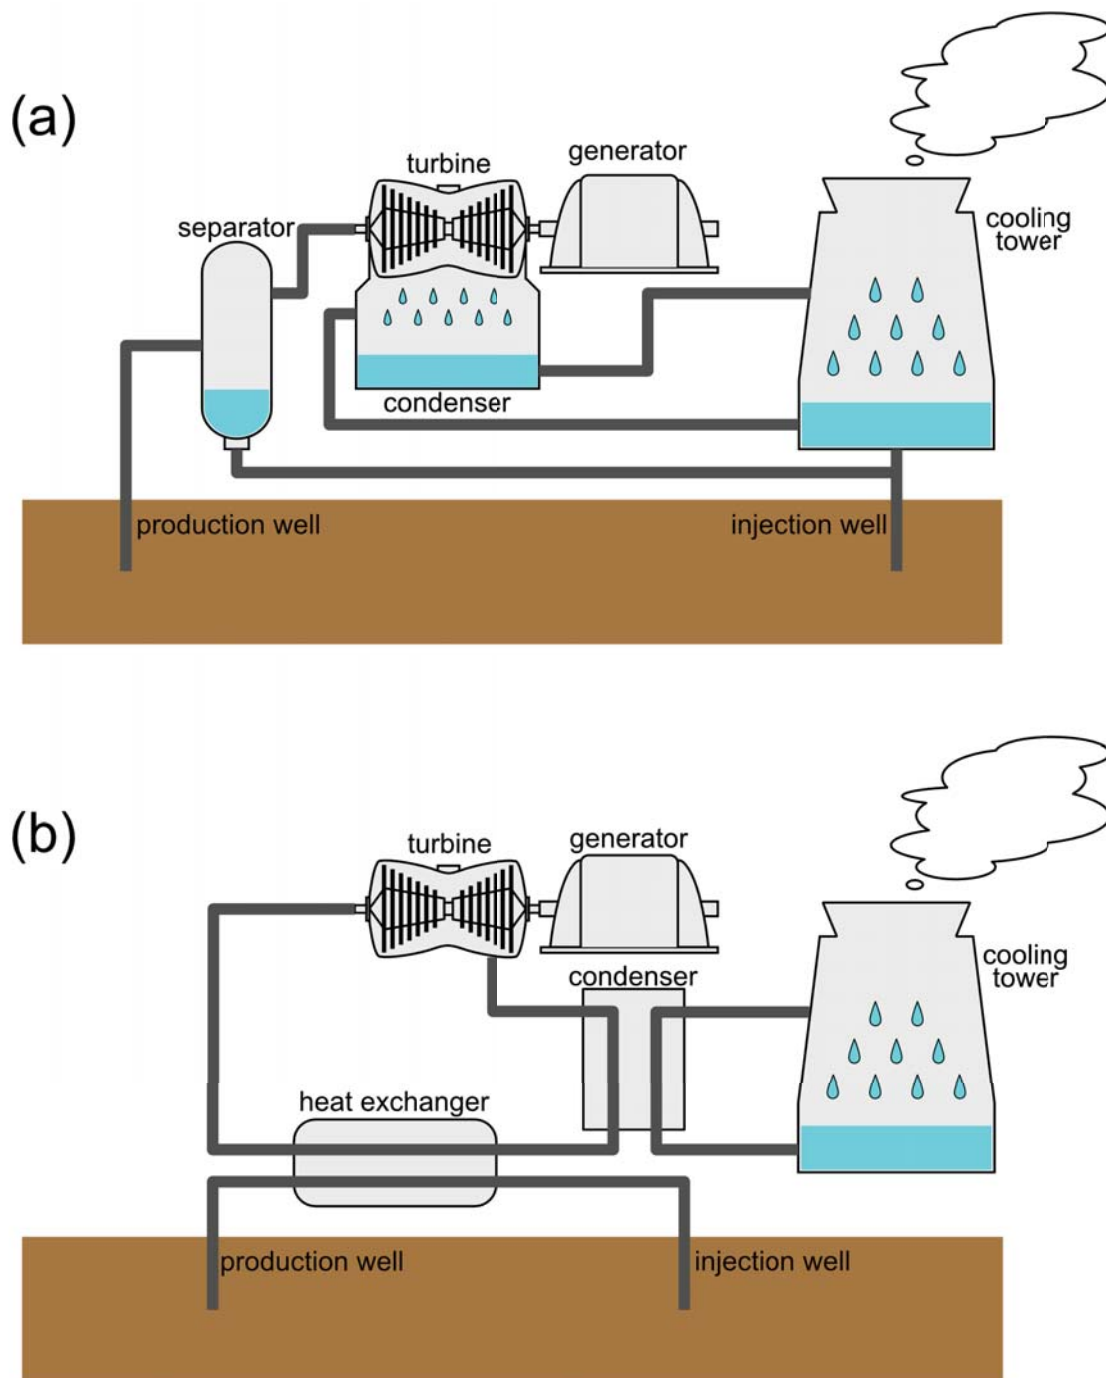 (a)
turbine
generator
separator
cooling
tower
condenser
production well
injection well
(b)
turbine
generator
cooling
tower
condenser
heat exchanger
production well
injection well